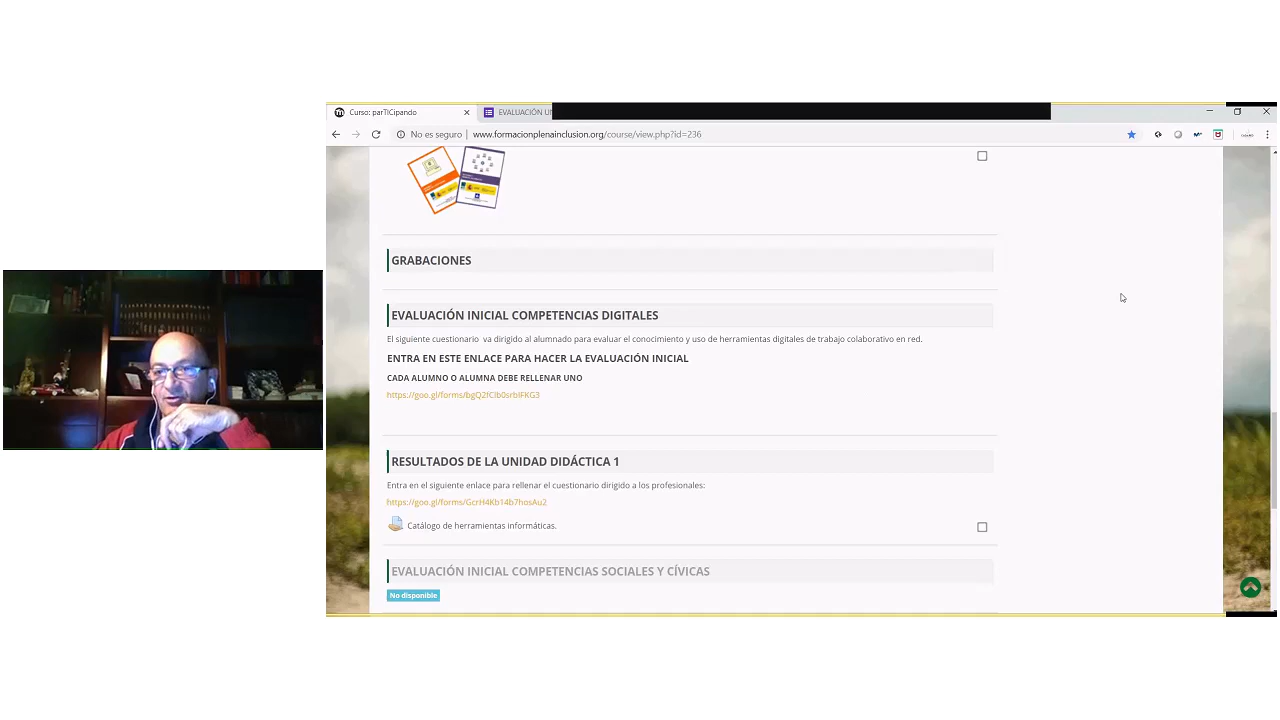 Curso: parTICipando
EVALUACIÓN U
No es seguro
www.formacionplenainclusion.org/course/view.php?id=236
GRABACIONES
EVALUACIÓN INICIAL COMPETENCIAS DIGITALES
El siguiente cuestionario va dirigido al alumnado para evaluar el conocimiento y uso de herramientas digitales de trabajo colaborativo en red.
ENTRA EN ESTE ENLACE PARA HACER LA EVALUACIÓN INICIAL
CADA ALUMNO O ALUMNA DEBE RELLENAR UNO
https://goo.gl/forms/bgQ2fClb0srbIFKG3
RESULTADOS DE LA UNIDAD DIDÁCTICA 1
Entra en el siguiente enlace para rellenar el cuestionario dirigido a los profesionales:
https://goo.gl/forms/GcrH4Kb14b7hosAu2
Catálogo de herramientas informáticas.
EVALUACIÓN INICIAL COMPETENCIAS SOCIALES Y CÍVICAS
No disponible